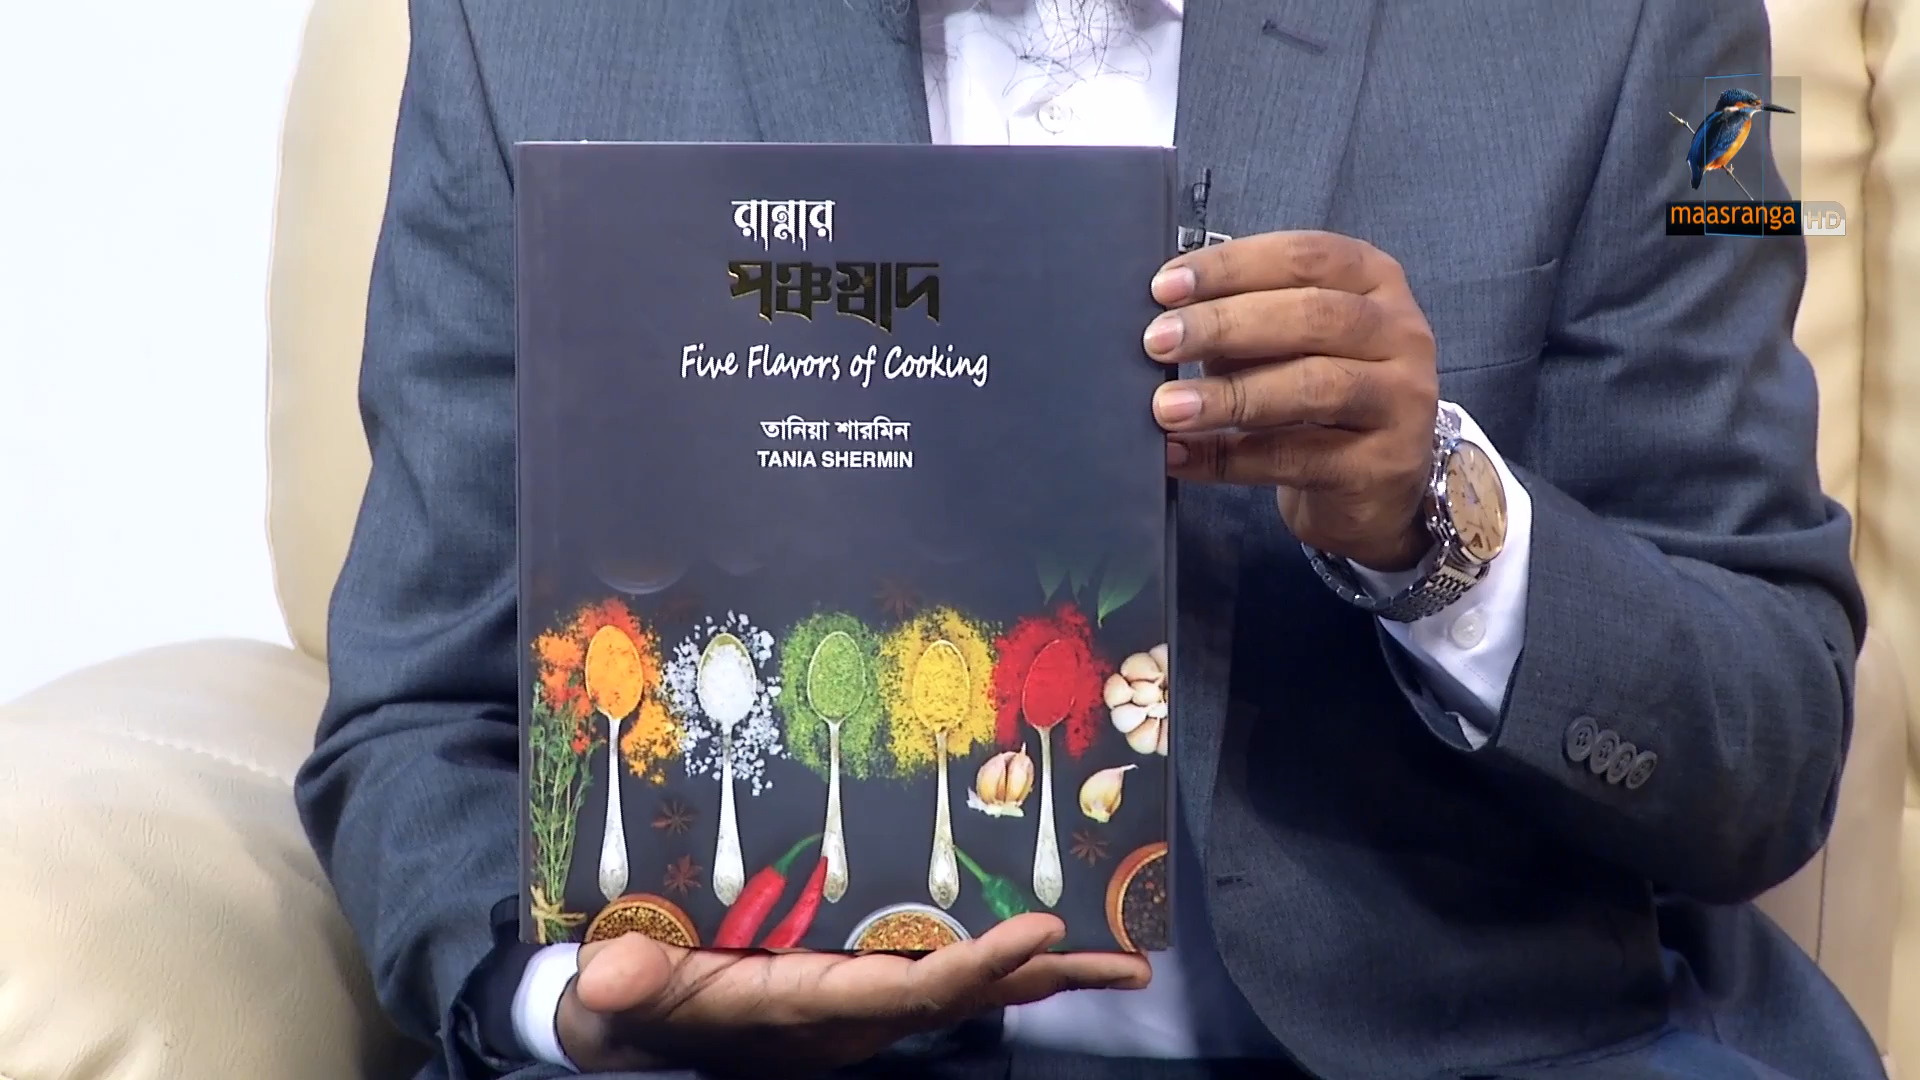 রান্নার
পঞ্চস্বাদ
Five Flavors of Cooking
তানিয়া শারমিন
TANIA SHERMIN
maasranga HD